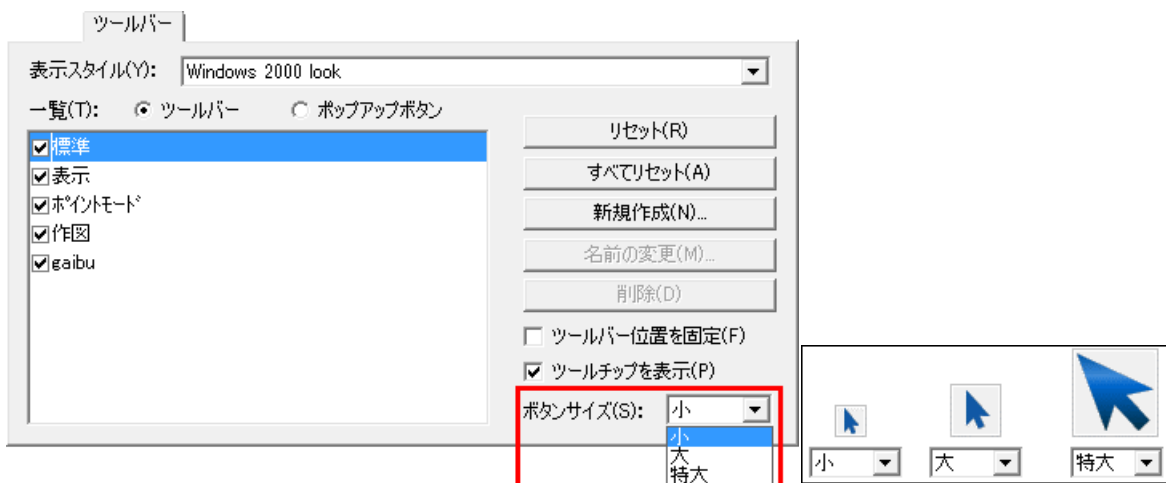 ツールバー
表示スタイル(Y): Windows 2000 look
一覧(T): ツールバー ポップアップボタン
標準
表示
ポイントモード
作図
gaibu
リセット(R)
すべてリセット(A)
新規作成(N)...
名前の変更(M)...
削除(D)
ツールバー位置を固定(F)
ツールチップを表示(P)
ボタンサイズ(S): 小
小
大
特大
小 大 特大